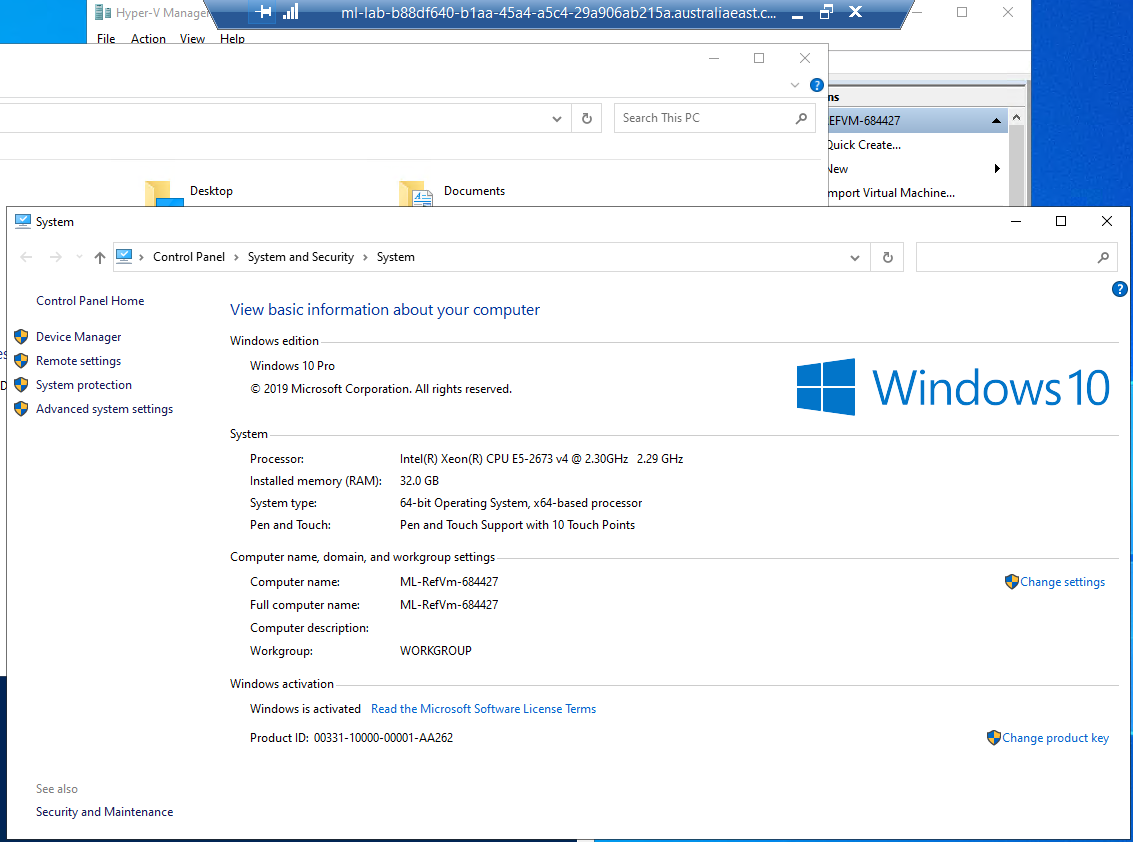 Hyper-V Manager
ml-lab-b88df640-b1aa-45a4-a5c4-29a906ab215a.australiaeast.c...
File Action View Help
?
Search This PC
ns
EFVM-684427
Quick Create...
New
mport Virtual Machine...
Desktop
Documents
System
Control Panel › System and Security › System
?
Control Panel Home
Device Manager
Remote settings
System protection
Advanced system settings
View basic information about your computer
Windows edition
Windows 10 Pro
© 2019 Microsoft Corporation. All rights reserved.
Windows 10
System
Processor: Intel(R) Xeon(R) CPU E5-2673 v4 @ 2.30GHz 2.29 GHz
Installed memory (RAM): 32.0 GB
System type: 64-bit Operating System, x64-based processor
Pen and Touch: Pen and Touch Support with 10 Touch Points
Computer name, domain, and workgroup settings
Computer name: ML-RefVm-684427
Change settings
Full computer name: ML-RefVm-684427
Computer description:
Workgroup: WORKGROUP
Windows activation
Windows is activated Read the Microsoft Software License Terms
Product ID: 00331-10000-00001-AA262
Change product key
See also
Security and Maintenance